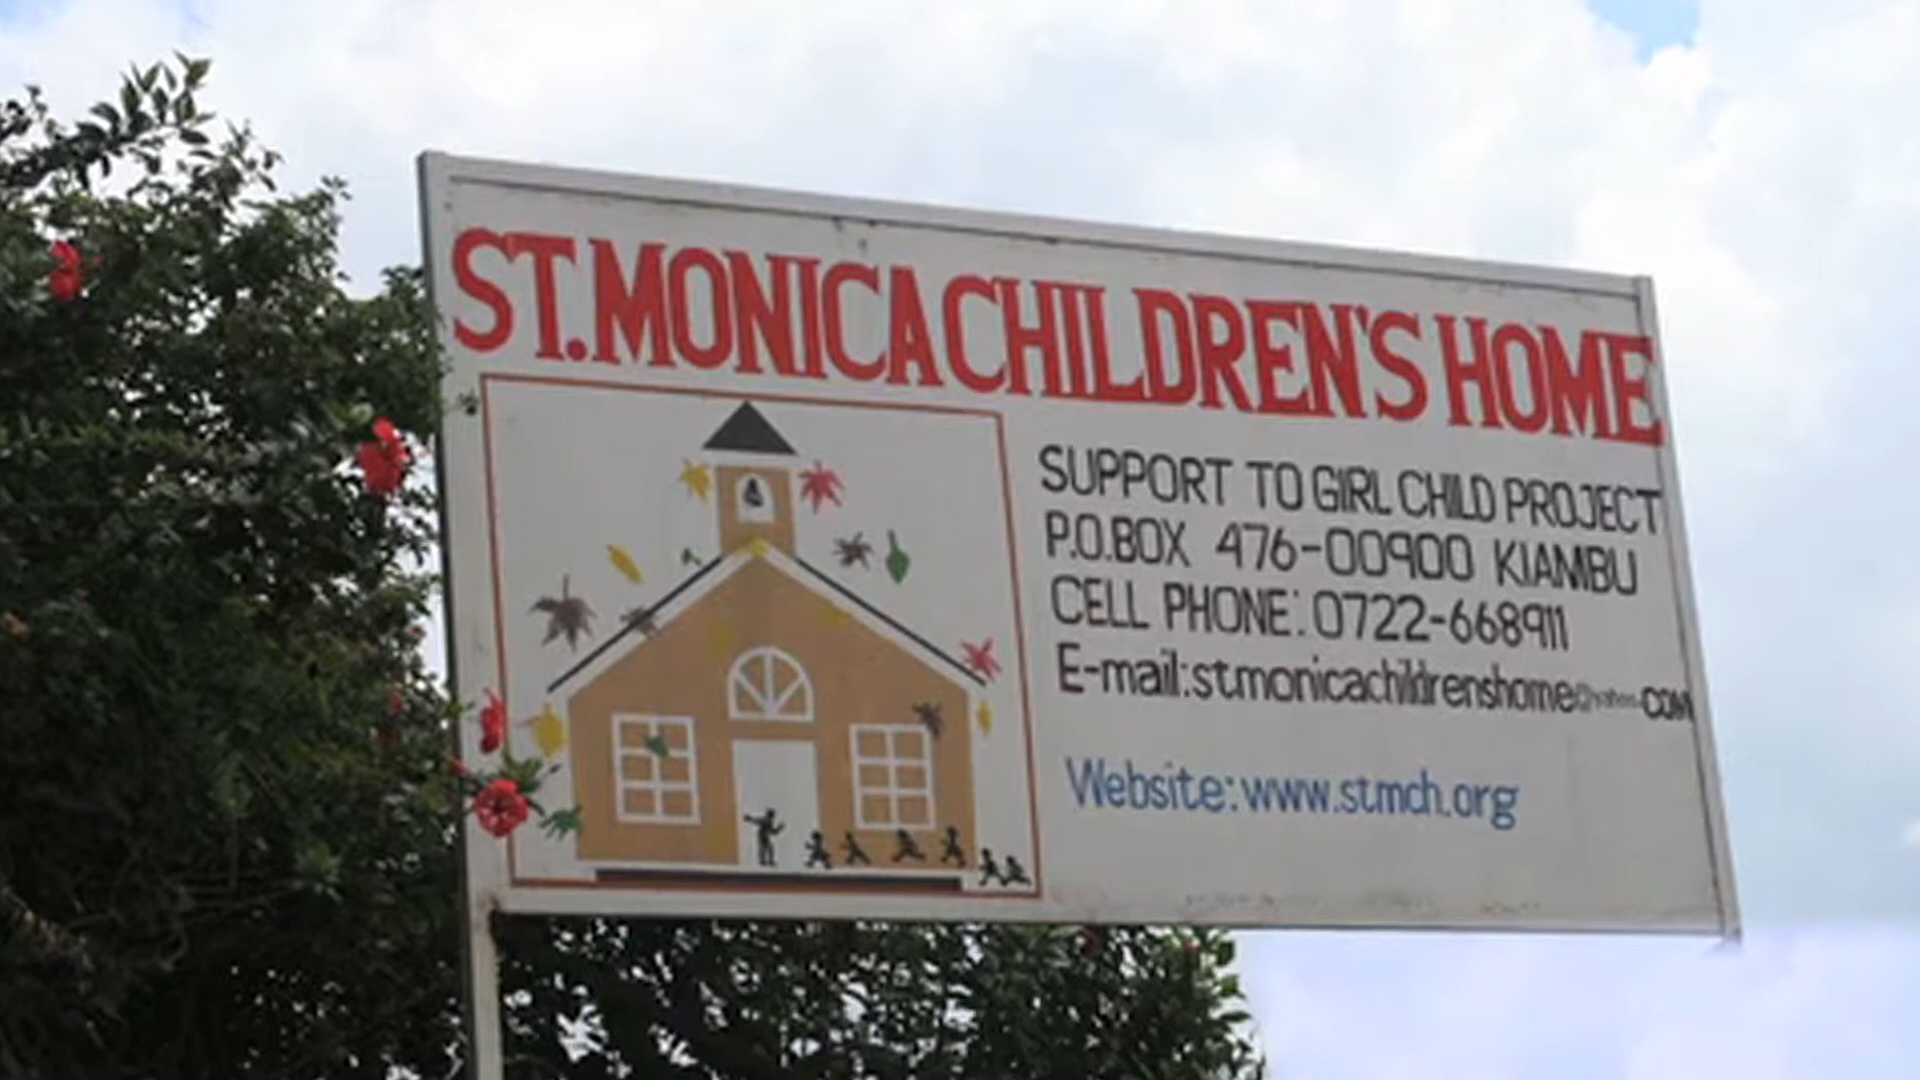 ST.MONICA CHILDREN'S HOME
SUPPORT TO GIRL CHILD PROJECT
P.O.BOX 476-00900 KIAMBU
CELL PHONE: 0722-668911
E-mail:stmonicachildrenshome@yahoo.COM
Website:www.stmch.org